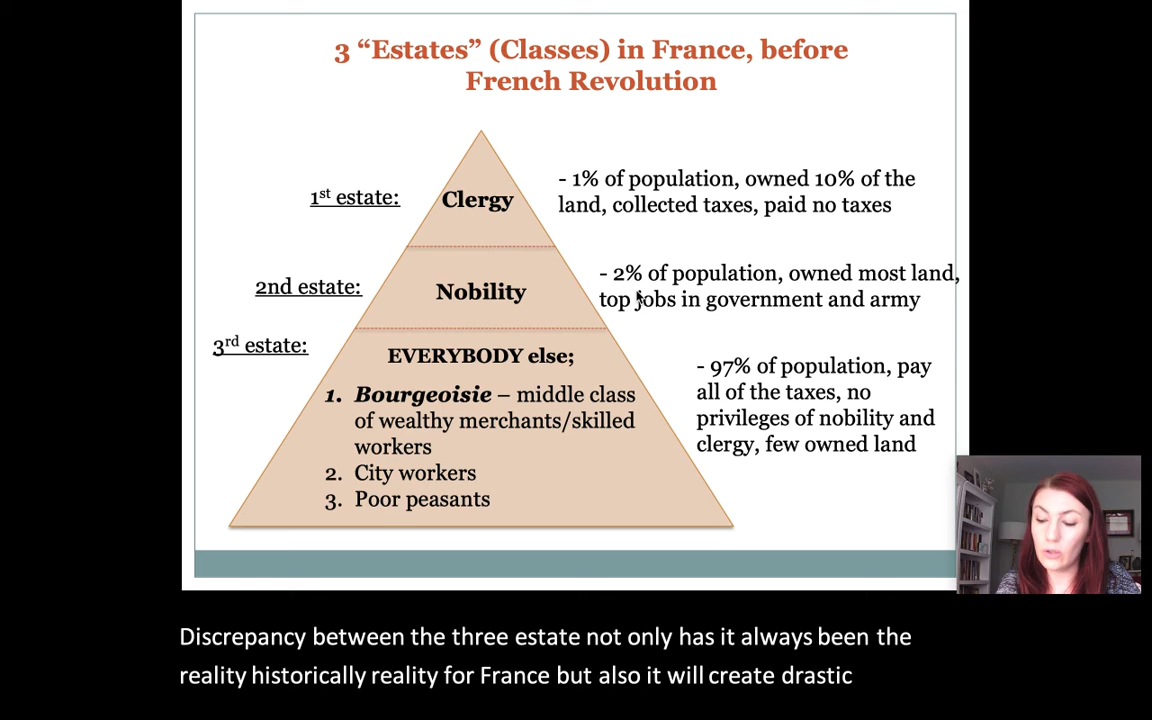 3 “Estates” (Classes) in France, before
French Revolution
1st estate:
Clergy
- 1% of population, owned 10% of the
land, collected taxes, paid no taxes
2nd estate:
Nobility
- 2% of population, owned most land,
top jobs in government and army
3rd estate:
EVERYBODY else;
1. Bourgeoisie – middle class
of wealthy merchants/skilled
workers
2. City workers
3. Poor peasants
- 97% of population, pay
all of the taxes, no
privileges of nobility and
clergy, few owned land
Discrepancy between the three estate not only has it always been the
reality historically reality for France but also it will create drastic